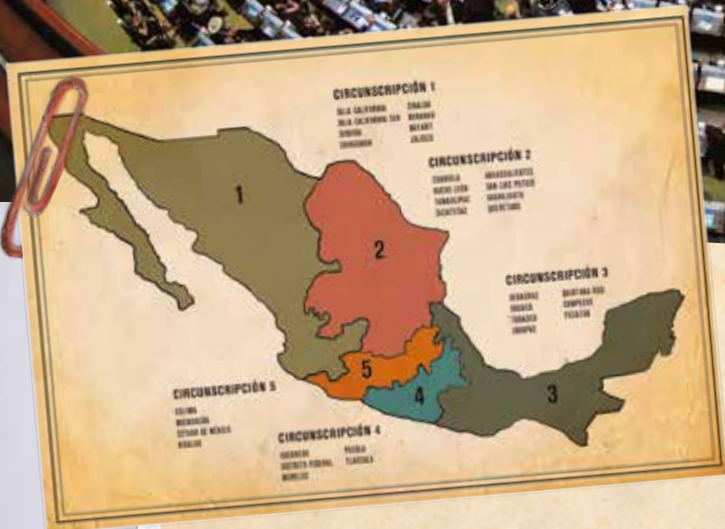 CIRCUNSCRIPCIÓN 1
BAJA CALIFORNIA SINALOA
BAJA CALIFORNIA SUR DURANGO
SONORA NAYARIT
CHIHUAHUA JALISCO
CIRCUNSCRIPCIÓN 2
COAHUILA AGUASCALIENTES
NUEVO LEÓN SAN LUIS POTOSÍ
TAMAULIPAS GUANAJUATO
ZACATECAS QUERÉTARO
1
2
CIRCUNSCRIPCIÓN 3
VERACRUZ QUINTANA ROO
OAXACA CAMPECHE
TABASCO YUCATÁN
CHIAPAS
5
4
3
CIRCUNSCRIPCIÓN 5
COLIMA
MICHOACÁN
ESTADO DE MÉXICO
HIDALGO
CIRCUNSCRIPCIÓN 4
GUERRERO PUEBLA
DISTRITO FEDERAL TLAXCALA
MORELOS